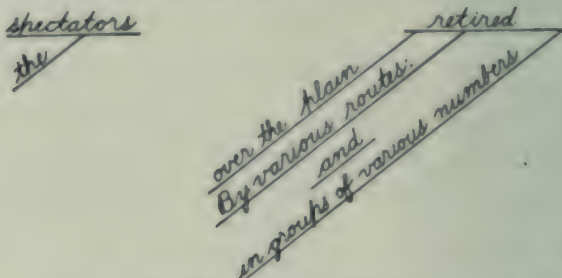 spectators retired
the
over the plain
By various routes.
and
in groups of various numbers